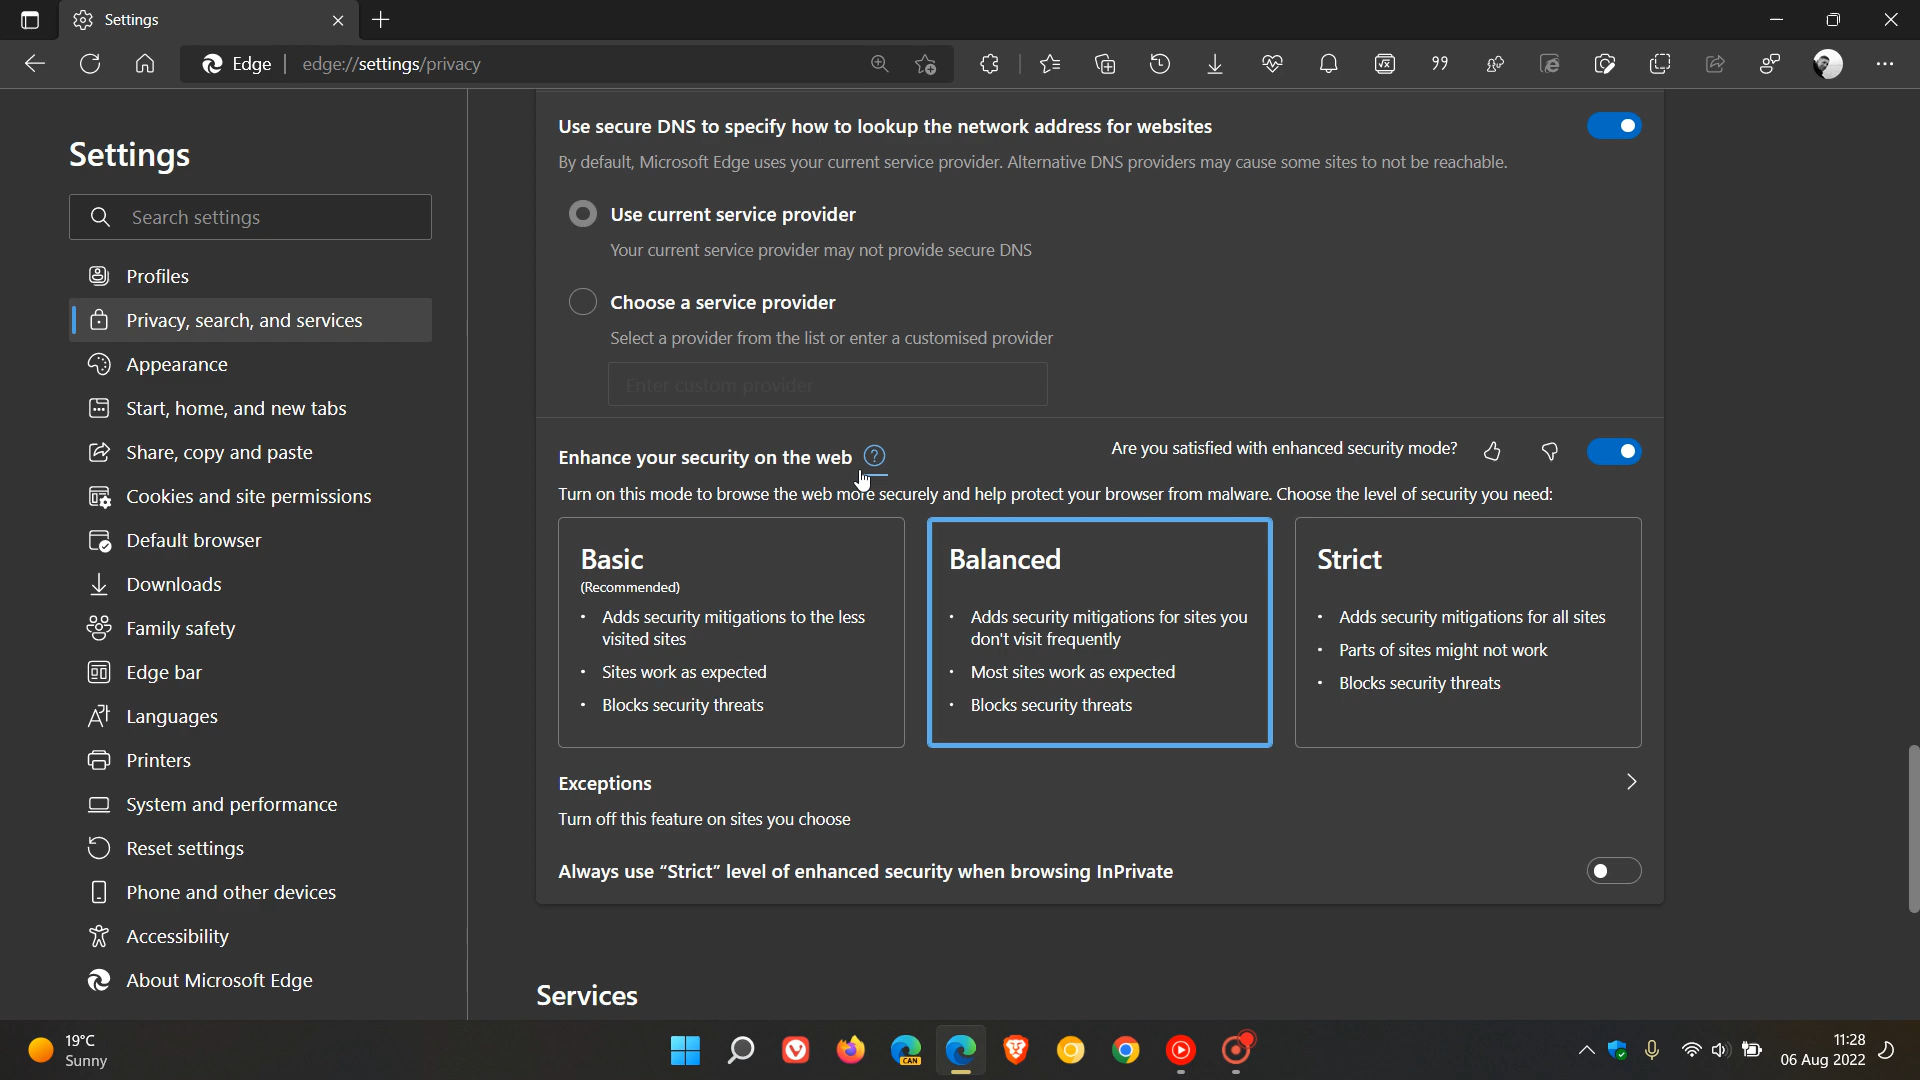 Settings
Edge
edge://settings/privacy
Settings
Search settings
Profiles
Privacy, search, and services
Appearance
Start, home, and new tabs
Share, copy and paste
Cookies and site permissions
Default browser
Downloads
Family safety
Edge bar
Languages
Printers
System and performance
Reset settings
Phone and other devices
Accessibility
About Microsoft Edge
Use secure DNS to specify how to lookup the network address for websites
By default, Microsoft Edge uses your current service provider. Alternative DNS providers may cause some sites to not be reachable.
Use current service provider
Your current service provider may not provide secure DNS
Choose a service provider
Select a provider from the list or enter a customised provider
Enter custom provider
Enhance your security on the web
Are you satisfied with enhanced security mode?
Turn on this mode to browse the web more securely and help protect your browser from malware. Choose the level of security you need:
Basic
(Recommended)
• Adds security mitigations to the less
visited sites
• Sites work as expected
• Blocks security threats
Balanced
• Adds security mitigations for sites you
don't visit frequently
• Most sites work as expected
• Blocks security threats
Strict
• Adds security mitigations for all sites
• Parts of sites might not work
• Blocks security threats
Exceptions
Turn off this feature on sites you choose
Always use “Strict” level of enhanced security when browsing InPrivate
Services
19°C
Sunny
CAN
11:28
06 Aug 2022